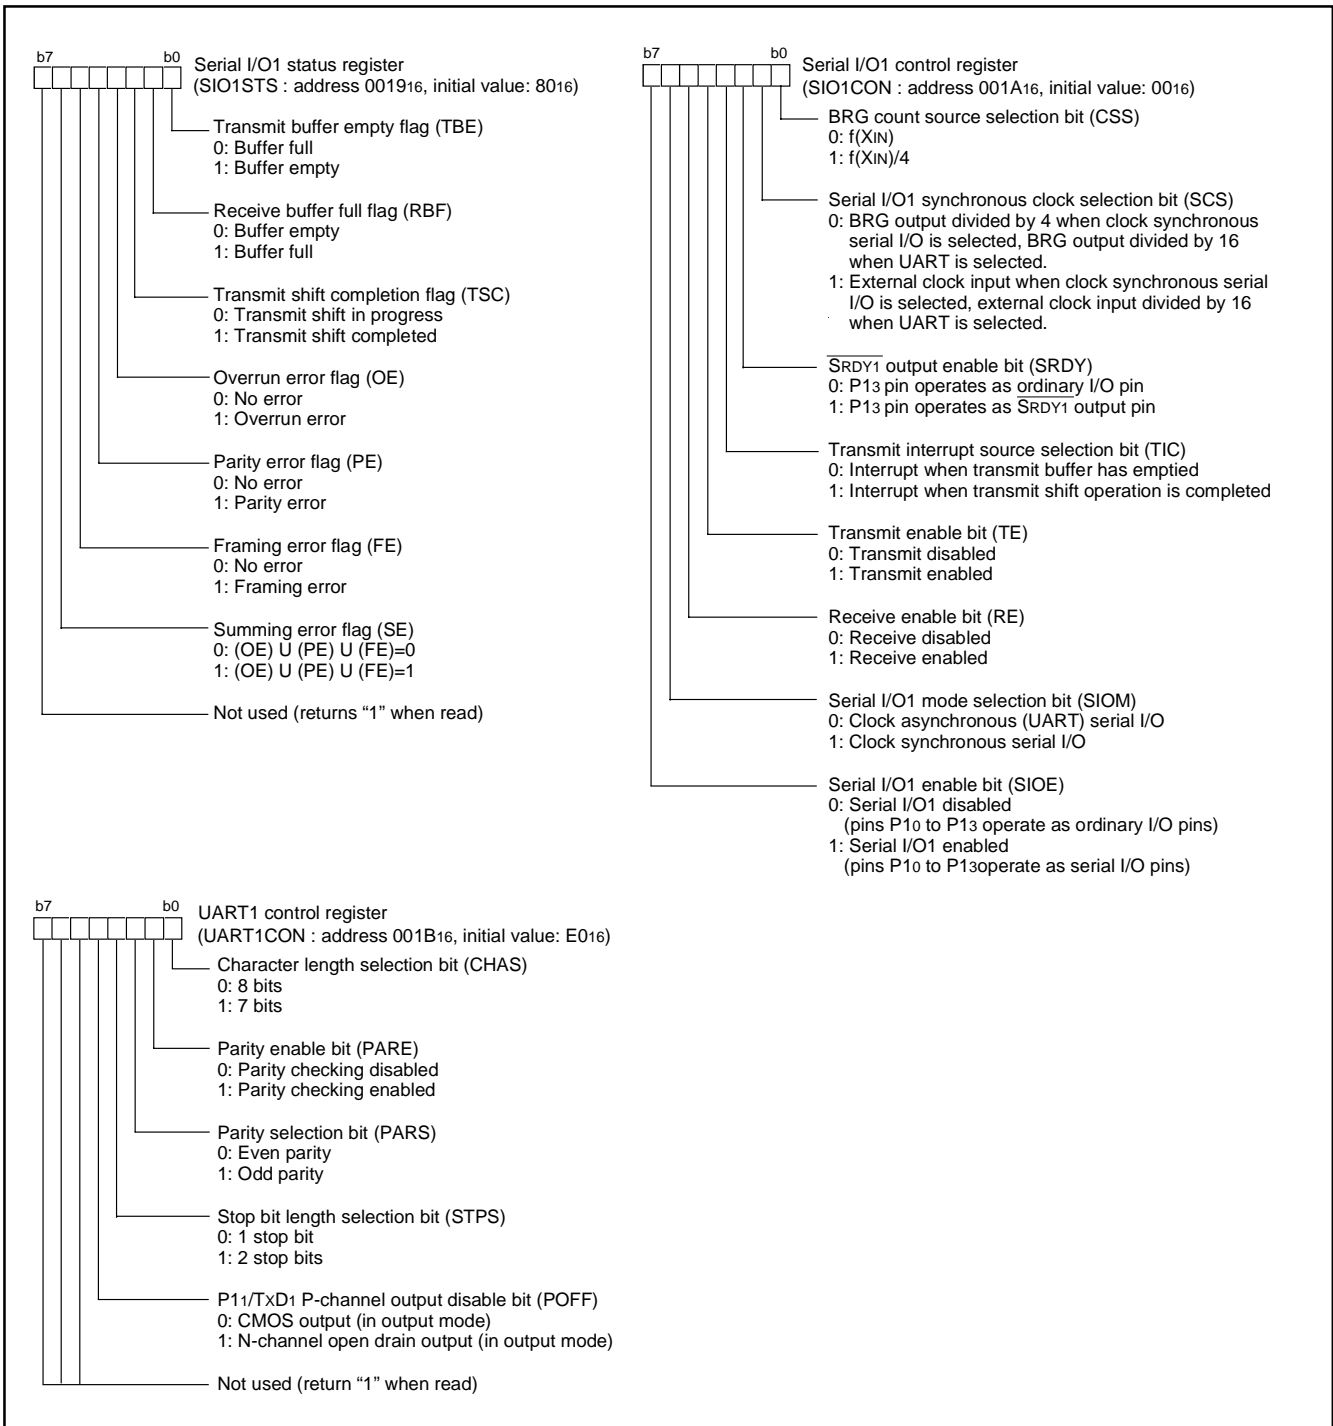 b7 b0
Serial I/O1 status register
(SIO1STS : address 001916, initial value: 8016)
Transmit buffer empty flag (TBE)
0: Buffer full
1: Buffer empty
Receive buffer full flag (RBF)
0: Buffer empty
1: Buffer full
Transmit shift completion flag (TSC)
0: Transmit shift in progress
1: Transmit shift completed
Overrun error flag (OE)
0: No error
1: Overrun error
Parity error flag (PE)
0: No error
1: Parity error
Framing error flag (FE)
0: No error
1: Framing error
Summing error flag (SE)
0: (OE) U (PE) U (FE)=0
1: (OE) U (PE) U (FE)=1
Not used (returns “1” when read)
b7 b0
Serial I/O1 control register
(SIO1CON : address 001A16, initial value: 0016)
BRG count source selection bit (CSS)
0: f(XIN)
1: f(XIN)/4
Serial I/O1 synchronous clock selection bit (SCS)
0: BRG output divided by 4 when clock synchronous
serial I/O is selected, BRG output divided by 16
when UART is selected.
1: External clock input when clock synchronous serial
I/O is selected, external clock input divided by 16
when UART is selected.
SRDY1 output enable bit (SRDY)
0: P13 pin operates as ordinary I/O pin
1: P13 pin operates as SRDY1 output pin
Transmit interrupt source selection bit (TIC)
0: Interrupt when transmit buffer has emptied
1: Interrupt when transmit shift operation is completed
Transmit enable bit (TE)
0: Transmit disabled
1: Transmit enabled
Receive enable bit (RE)
0: Receive disabled
1: Receive enabled
Serial I/O1 mode selection bit (SIOM)
0: Clock asynchronous (UART) serial I/O
1: Clock synchronous serial I/O
Serial I/O1 enable bit (SIOE)
0: Serial I/O1 disabled
(pins P10 to P13 operate as ordinary I/O pins)
1: Serial I/O1 enabled
(pins P10 to P13operate as serial I/O pins)
b7 b0
UART1 control register
(UART1CON : address 001B16, initial value: E016)
Character length selection bit (CHAS)
0: 8 bits
1: 7 bits
Parity enable bit (PARE)
0: Parity checking disabled
1: Parity checking enabled
Parity selection bit (PARS)
0: Even parity
1: Odd parity
Stop bit length selection bit (STPS)
0: 1 stop bit
1: 2 stop bits
P11/TXD1 P-channel output disable bit (POFF)
0: CMOS output (in output mode)
1: N-channel open drain output (in output mode)
Not used (return “1” when read)